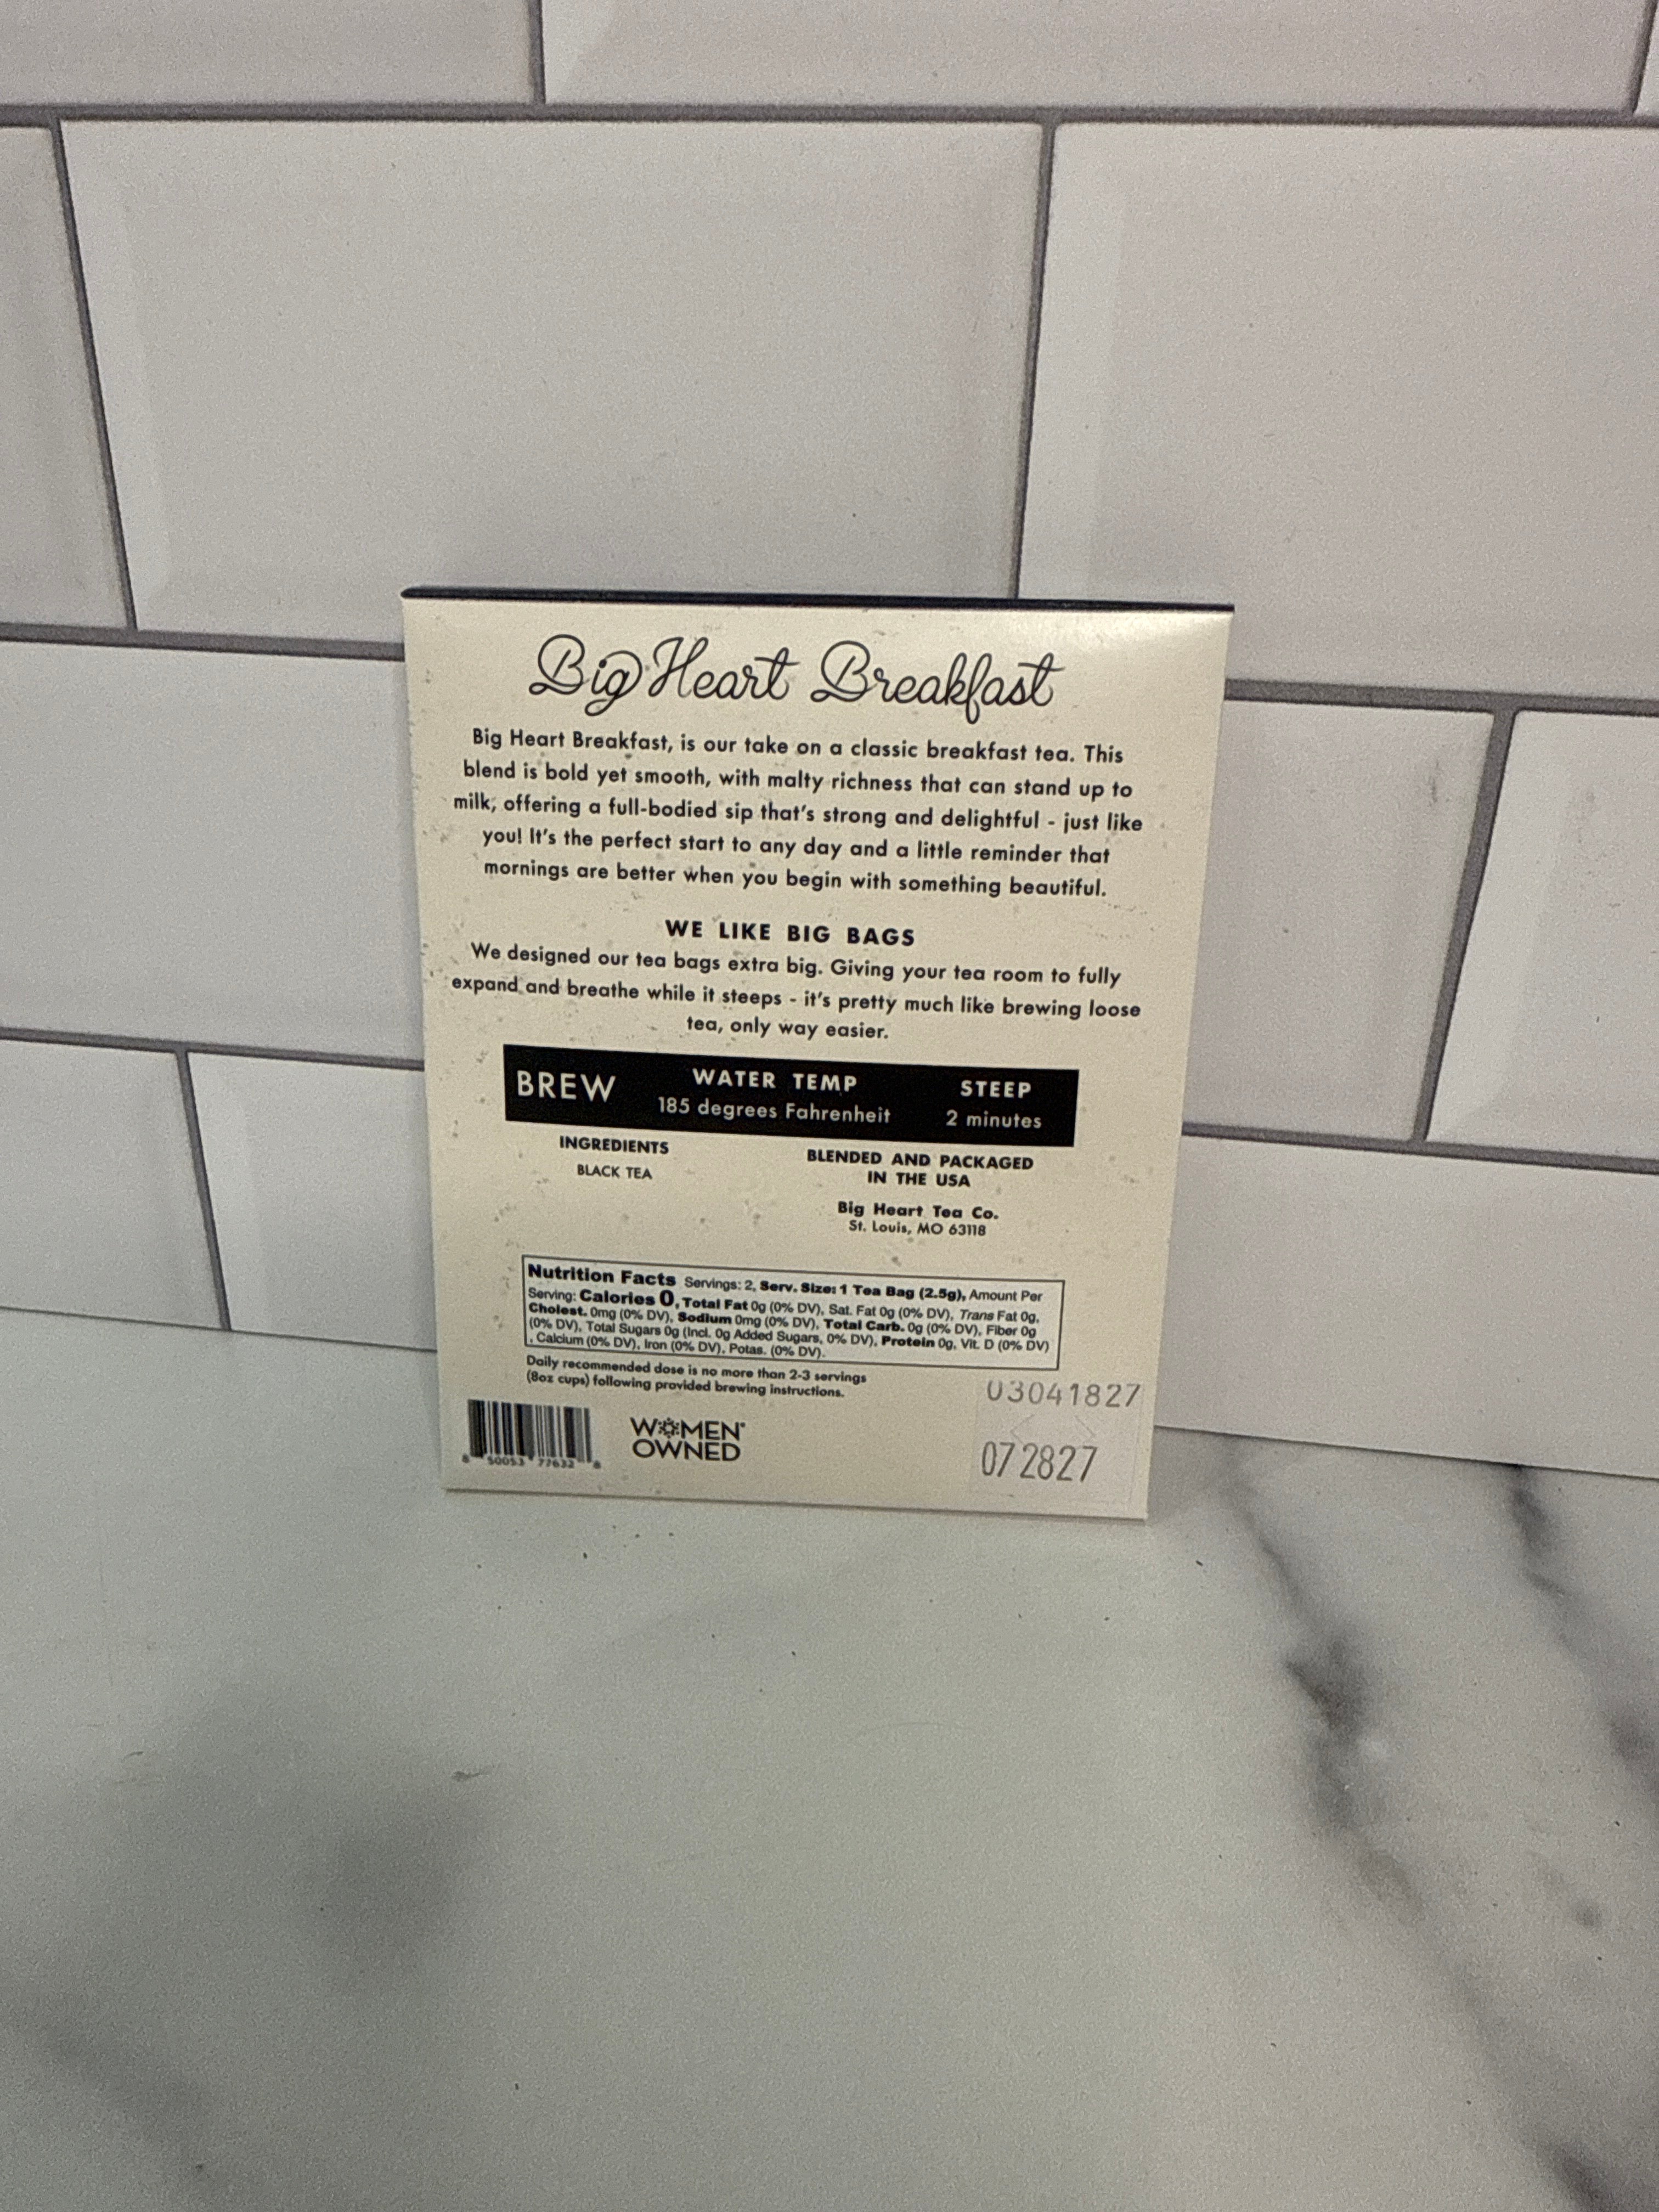 Big Heart Breakfast
Big Heart Breakfast, is our take on a classic breakfast tea. This
blend is bold yet smooth, with malty richness that can stand up to
milk, offering a full-bodied sip that's strong and delightful - just like
you! It's the perfect start to any day and a little reminder that
mornings are better when you begin with something beautiful.
WE LIKE BIG BAGS
We designed our tea bags extra big. Giving your tea room to fully
expand and breathe while it steeps - it's pretty much like brewing loose
tea, only way easier.
BREW
WATER TEMP
185 degrees Fahrenheit
STEEP
2 minutes
INGREDIENTS
BLACK TEA
BLENDED AND PACKAGED
IN THE USA
Big Heart Tea Co.
St. Louis, MO 63118
Nutrition Facts Servings: 2, Serv. Size: 1 Tea Bag (2.5g), Amount Per
Serving: Calories 0, Total Fat 0g (0% DV), Sat. Fat 0g (0% DV), Trans Fat 0g,
Cholest. 0mg (0% DV), Sodium 0mg (0% DV), Total Carb. 0g (0% DV), Fiber 0g
(0% DV), Total Sugars 0g (Incl. 0g Added Sugars, 0% DV), Protein 0g, Vit. D (0% DV)
, Calcium (0% DV), Iron (0% DV), Potas. (0% DV).
Daily recommended dose is no more than 2-3 servings
(8oz cups) following provided brewing instructions.
03041827
072827
8 50053 77632 8
WOMEN
OWNED